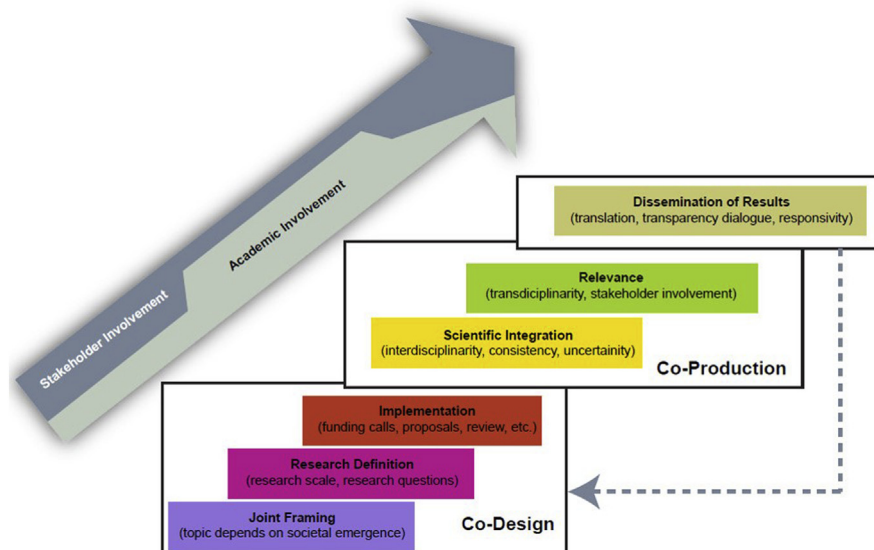 Stakeholder Involvement
Academic Involvement
Dissemination of Results
(translation, transparency dialogue, responsivity)
Relevance
(transdiciplinarity, stakeholder involvement)
Scientific Integration
(interdisciplinarity, consistency, uncertainity)
Co-Production
Implementation
(funding calls, proposals, review, etc.)
Research Definition
(research scale, research questions)
Joint Framing
(topic depends on societal emergence)
Co-Design